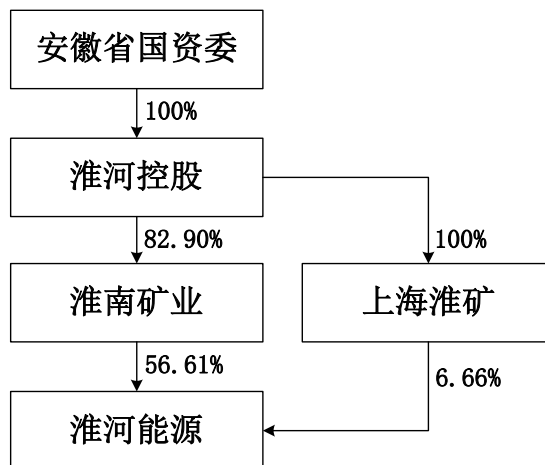 安徽省国资委
100%
淮河控股
82.90%
100%
淮南矿业
上海淮矿
56.61%
6.66%
淮河能源